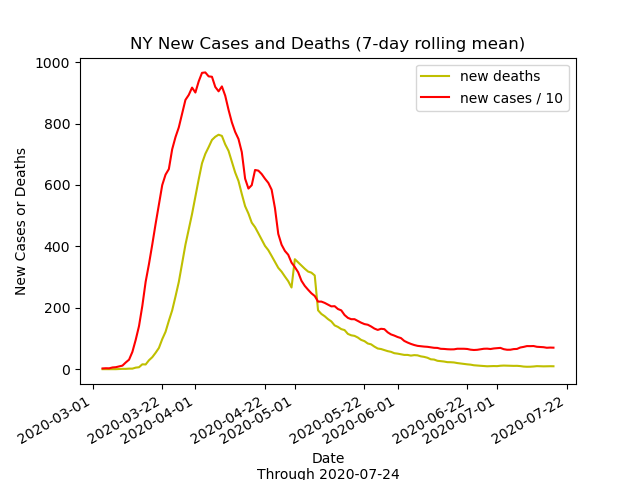 NY New Cases and Deaths (7-day rolling mean)
new deaths
new cases / 10
New Cases or Deaths
1000
800
600
400
200
0
2020-03-01
2020-03-22
2020-04-01
2020-04-22
2020-05-01
2020-05-22
2020-06-01
2020-06-22
2020-07-01
2020-07-22
Date
Through 2020-07-24